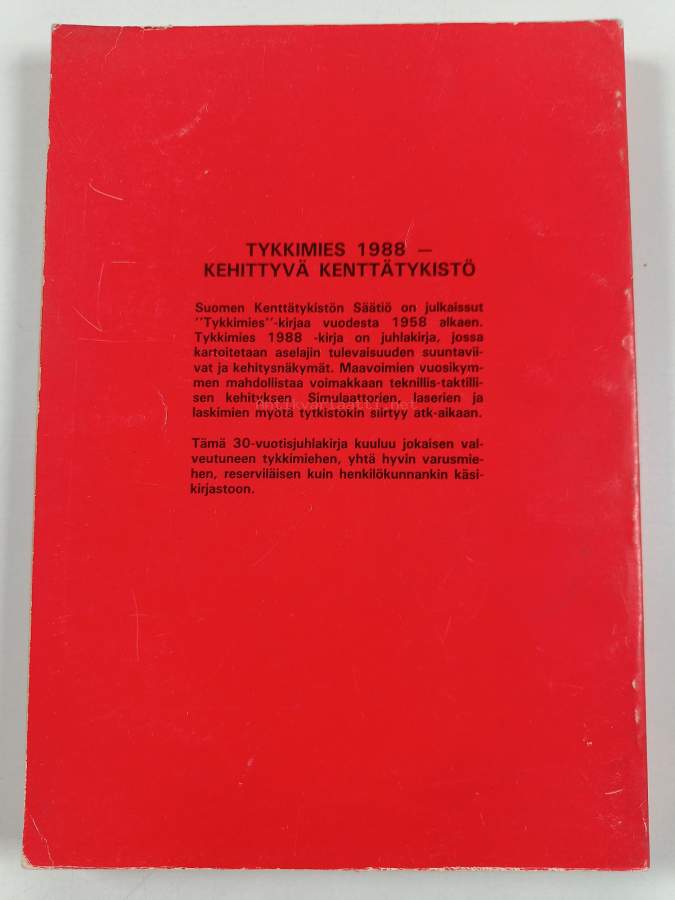 TYKKIMIES 1988 —
KEHITTYVÄ KENTTÄTYKISTÖ
Suomen Kenttätykistön Säätiö on julkaissut
''Tykkimies''-kirjaa vuodesta 1958 alkaen.
Tykkimies 1988 -kirja on juhlakirja, jossa
kartoitetaan aselajin tulevaisuuden suuntavii-
vat ja kehitysnäkymät. Maavoimien vuosikym-
men mahdollistaa voimakkaan teknillis-taktilli-
sen kehityksen. Simulaattorien, laserien ja
laskimien myötä tytkistökin siirtyy atk-aikaan.
Tämä 30-vuotisjuhlakirja kuuluu jokaisen val-
veutuneen tykkimiehen, yhtä hyvin varusmie-
hen, reserviläisen kuin henkilökunnankin käsi-
kirjastoon.